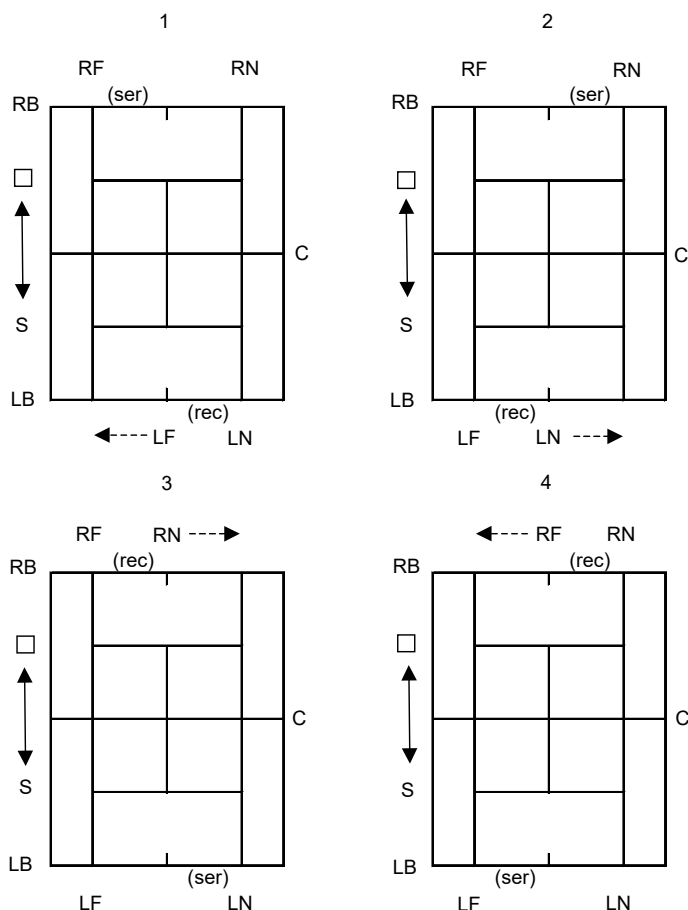 1
RF RN
(ser)
RB
C
S
LB
(rec)
LF LN
2
RF RN
(ser)
RB
C
S
LB
(rec)
LF LN
3
RF RN
(rec)
RB
C
S
LB
(ser)
LF LN
4
RF RN
(rec)
RB
C
S
LB
(ser)
LF LN